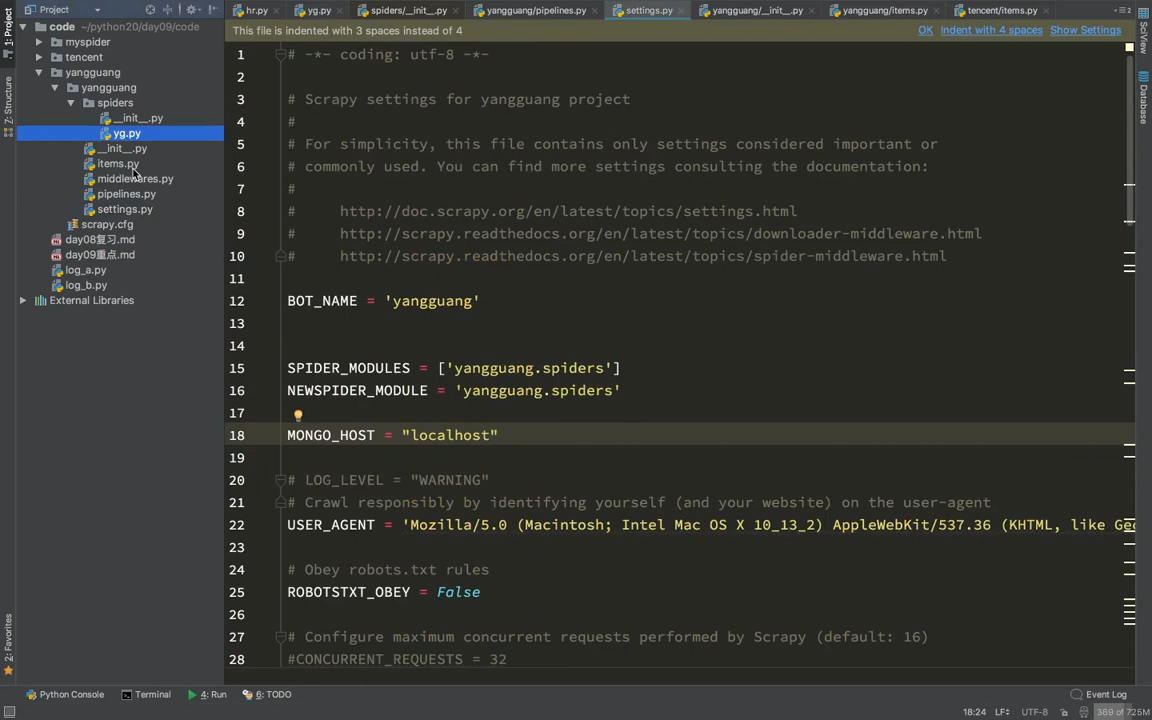 Project
hr.py
yg.py
spiders/__init__.py
yangguang/pipelines.py
settings.py
yangguang/__init__.py
yangguang/items.py
tencent/items.py
2
This file is indented with 3 spaces instead of 4
OK
Indent with 4 spaces
Show Settings
1: Project
Z: Structure
2: Favorites
SciView
Database
code ~/python20/day09/code
myspider
tencent
yangguang
yangguang
spiders
__init__.py
yg.py
__init__.py
items.py
middlewares.py
pipelines.py
settings.py
scrapy.cfg
day08复习.md
day09重点.md
log_a.py
log_b.py
External Libraries
1 # -*- coding: utf-8 -*-
2
3 # Scrapy settings for yangguang project
4 #
5 # For simplicity, this file contains only settings considered important or
6 # commonly used. You can find more settings consulting the documentation:
7 #
8 #     http://doc.scrapy.org/en/latest/topics/settings.html
9 #     http://scrapy.readthedocs.org/en/latest/topics/downloader-middleware.html
10 #     http://scrapy.readthedocs.org/en/latest/topics/spider-middleware.html
11
12 BOT_NAME = 'yangguang'
13
14
15 SPIDER_MODULES = ['yangguang.spiders']
16 NEWSPIDER_MODULE = 'yangguang.spiders'
17
18 MONGO_HOST = "localhost"
19
20 # LOG_LEVEL = "WARNING"
21 # Crawl responsibly by identifying yourself (and your website) on the user-agent
22 USER_AGENT = 'Mozilla/5.0 (Macintosh; Intel Mac OS X 10_13_2) AppleWebKit/537.36 (KHTML, like Gec
23
24 # Obey robots.txt rules
25 ROBOTSTXT_OBEY = False
26
27 # Configure maximum concurrent requests performed by Scrapy (default: 16)
28 #CONCURRENT_REQUESTS = 32
Python Console
Terminal
4: Run
6: TODO
Event Log
18:24
LF
UTF-8
369 of 725M